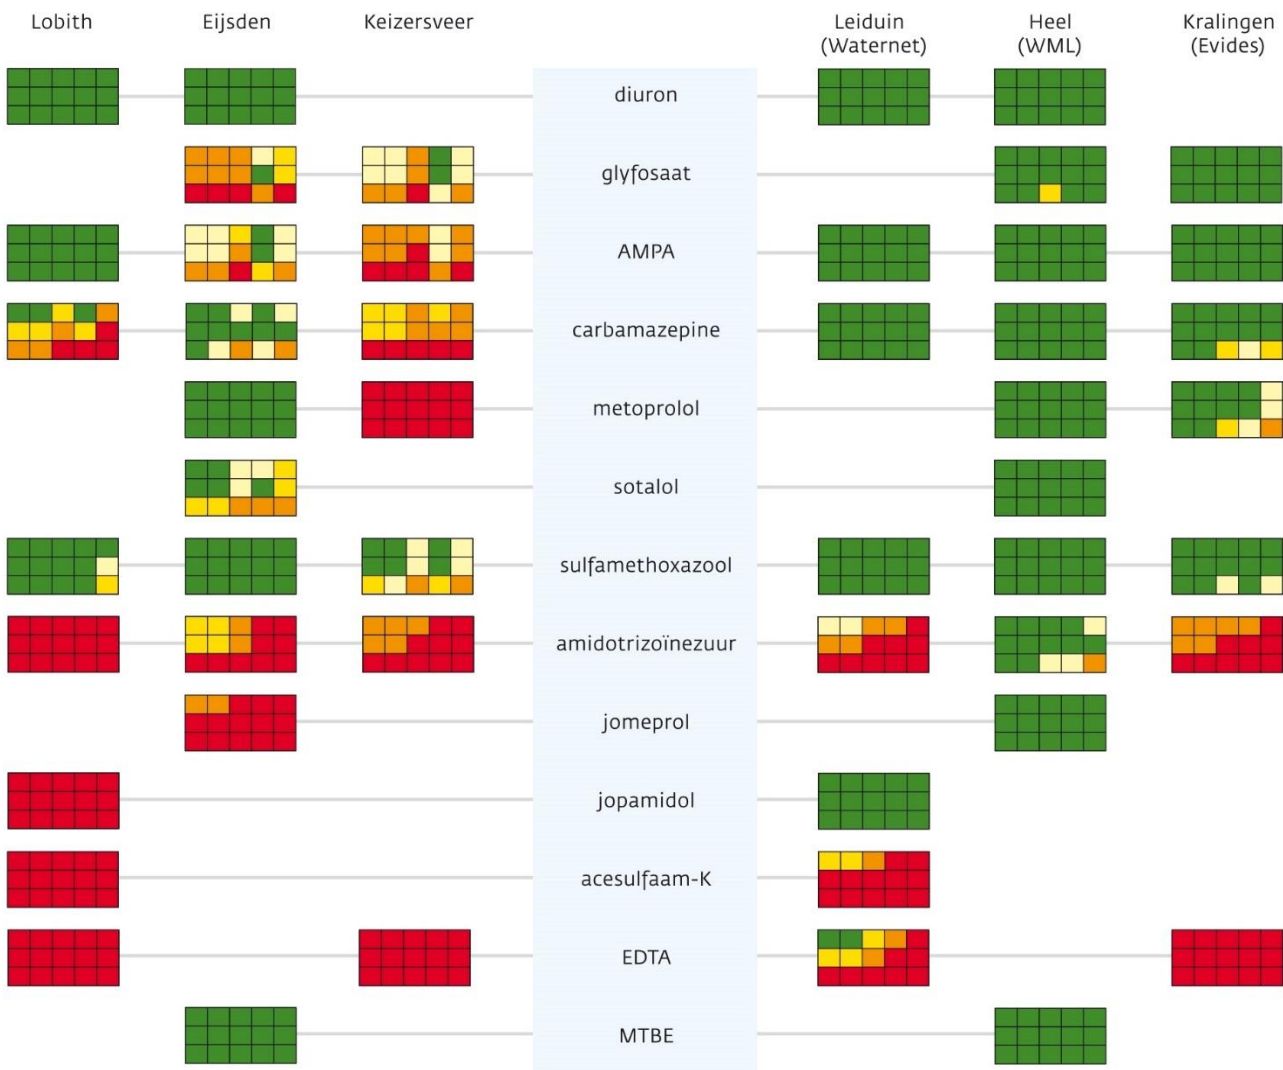 Lobith
Eijsden
Keizersveer
Leiduin
(Waternet)
Heel
(WML)
Kralingen
(Evides)
diuron
glyfosaat
AMPA
carbamazepine
metoprolol
sotalol
sulfamethoxazool
amidotrizoïnezuur
jomeprol
jopamidol
acesulfaam-K
EDTA
MTBE